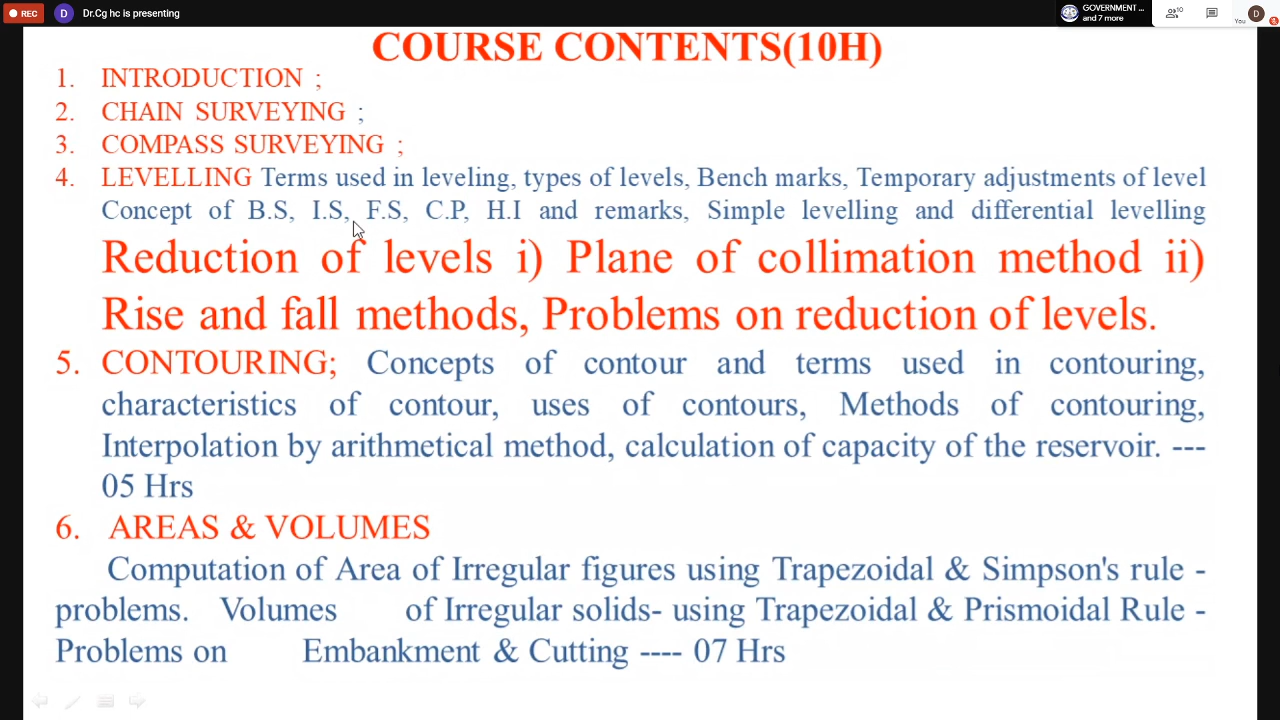 REC
D
Dr.Cg hc is presenting
GOVERNMENT ...
and 7 more
10
You
D
COURSE CONTENTS(10H)
1. INTRODUCTION ;
2. CHAIN SURVEYING ;
3. COMPASS SURVEYING ;
4. LEVELLING Terms used in leveling, types of levels, Bench marks, Temporary adjustments of level
Concept of B.S, I.S, F.S, C.P, H.I and remarks, Simple levelling and differential levelling
Reduction of levels i) Plane of collimation method ii)
Rise and fall methods, Problems on reduction of levels.
5. CONTOURING; Concepts of contour and terms used in contouring,
characteristics of contour, uses of contours, Methods of contouring,
Interpolation by arithmetical method, calculation of capacity of the reservoir. ---
05 Hrs
6. AREAS & VOLUMES
Computation of Area of Irregular figures using Trapezoidal & Simpson's rule -
problems. Volumes of Irregular solids- using Trapezoidal & Prismoidal Rule -
Problems on Embankment & Cutting ---- 07 Hrs